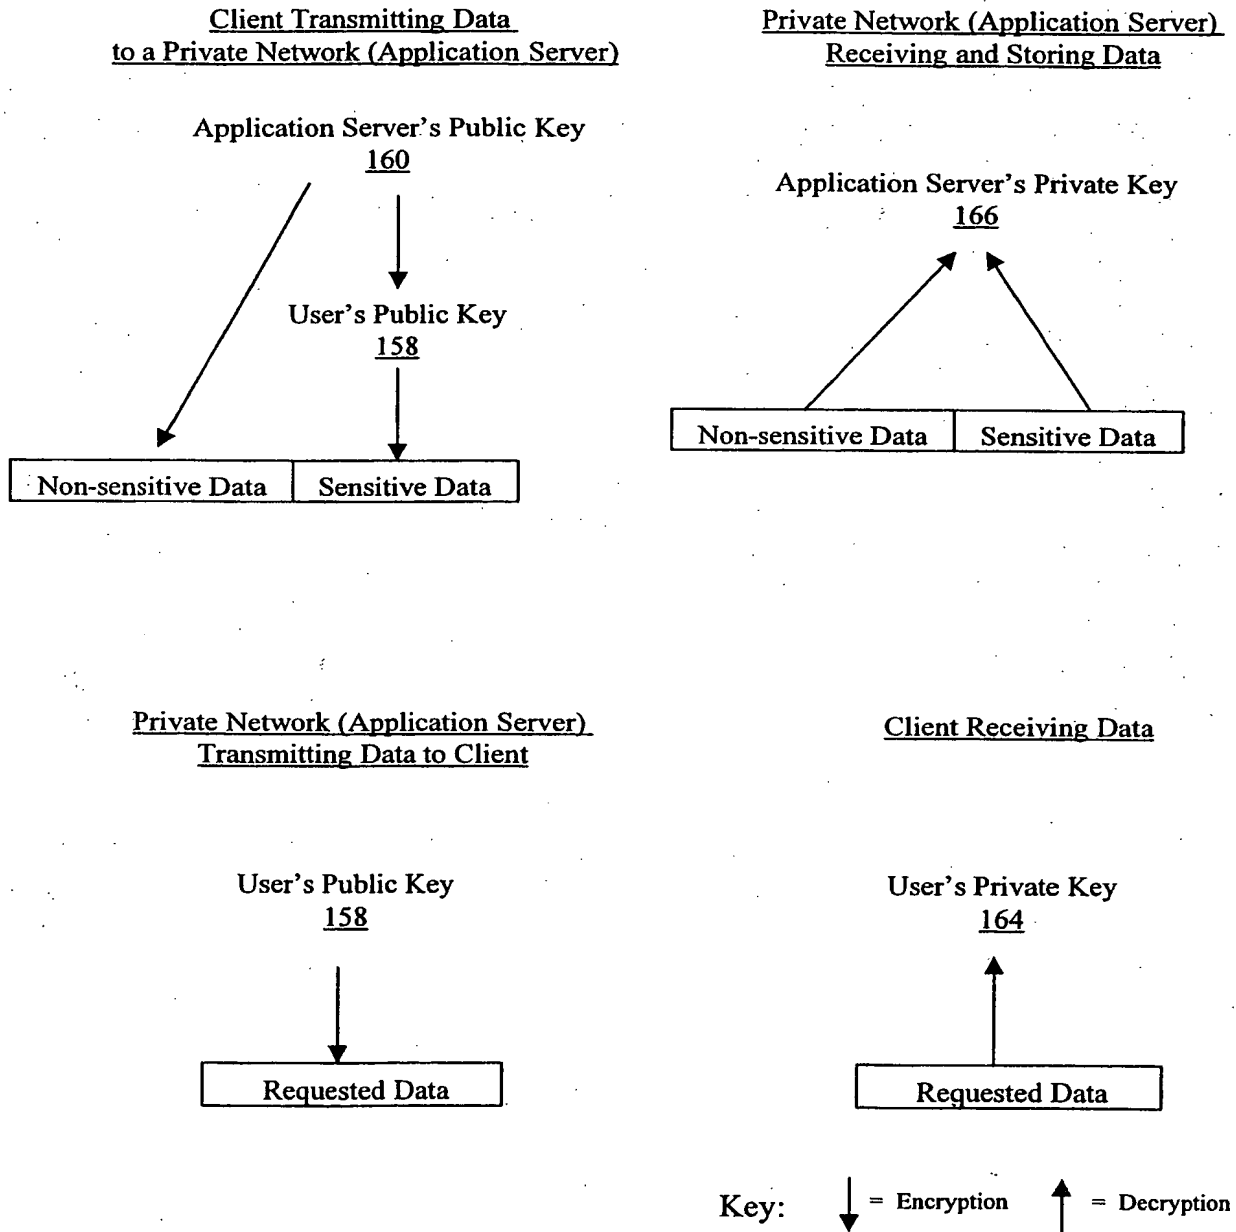 Client Transmitting Data
to a Private Network (Application Server)
Application Server's Public Key
160
User's Public Key
158
Non-sensitive Data
Sensitive Data
Private Network (Application Server)
Receiving and Storing Data
Application Server's Private Key
166
Non-sensitive Data
Sensitive Data
Private Network (Application Server)
Transmitting Data to Client
User's Public Key
158
Requested Data
Client Receiving Data
User's Private Key
164
Requested Data
Key:
= Encryption
= Decryption